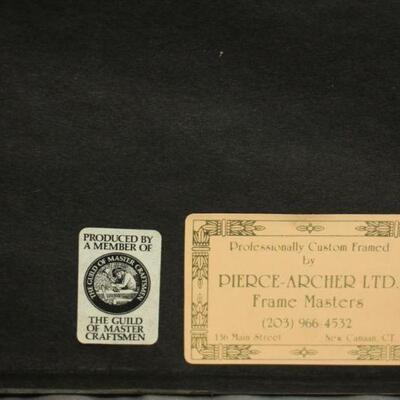 PRODUCED BY
A MEMBER OF
THE GUILD OF MASTER CRAFTSMEN
THE GUILD
OF MASTER
CRAFTSMEN
Professionally Custom Framed
by
PIERCE-ARCHER LTD.
Frame Masters
(203) 966-4532
136 Main Street New Canaan, CT